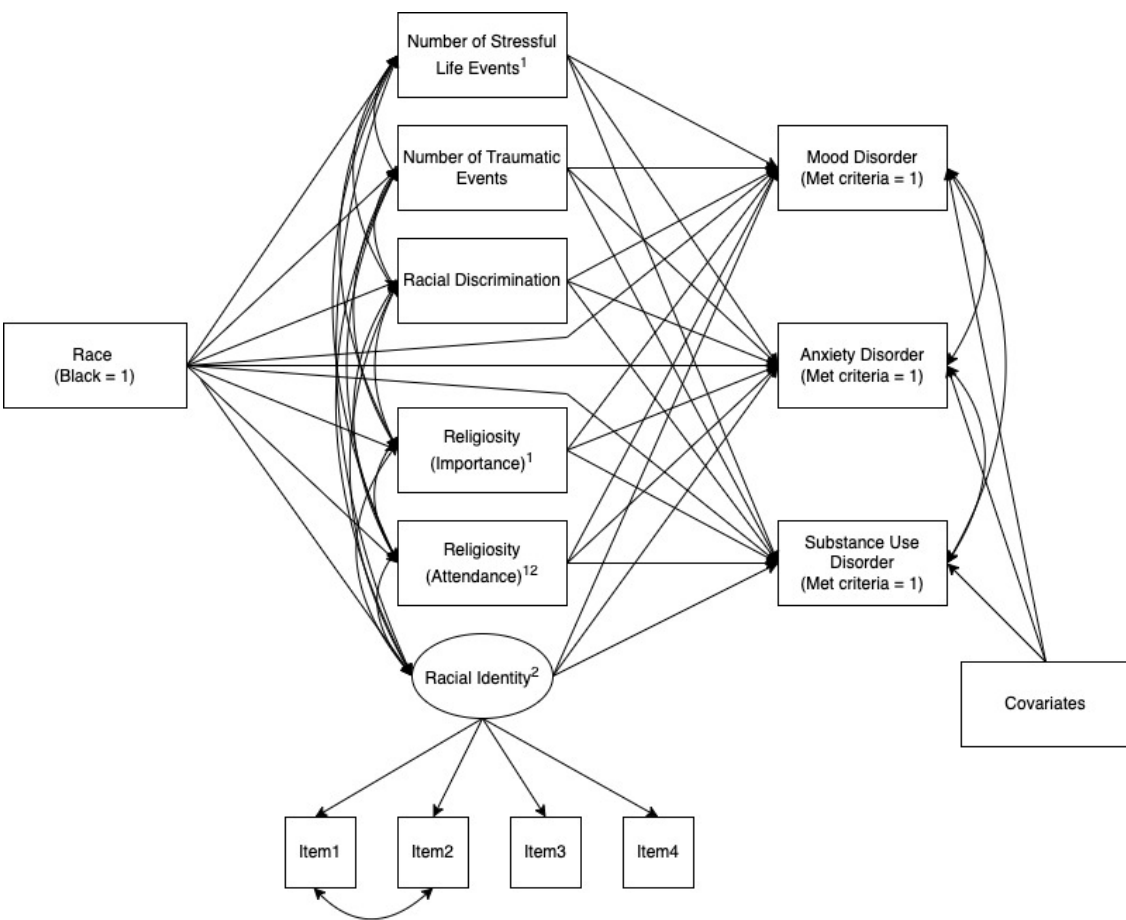 Number of Stressful
Life Events1
Number of Traumatic
Events
Racial Discrimination
Race
(Black = 1)
Religiosity
(Importance)1
Religiosity
(Attendance)12
Racial Identity2
Mood Disorder
(Met criteria = 1)
Anxiety Disorder
(Met criteria = 1)
Substance Use
Disorder
(Met criteria = 1)
Covariates
Item1
Item2
Item3
Item4